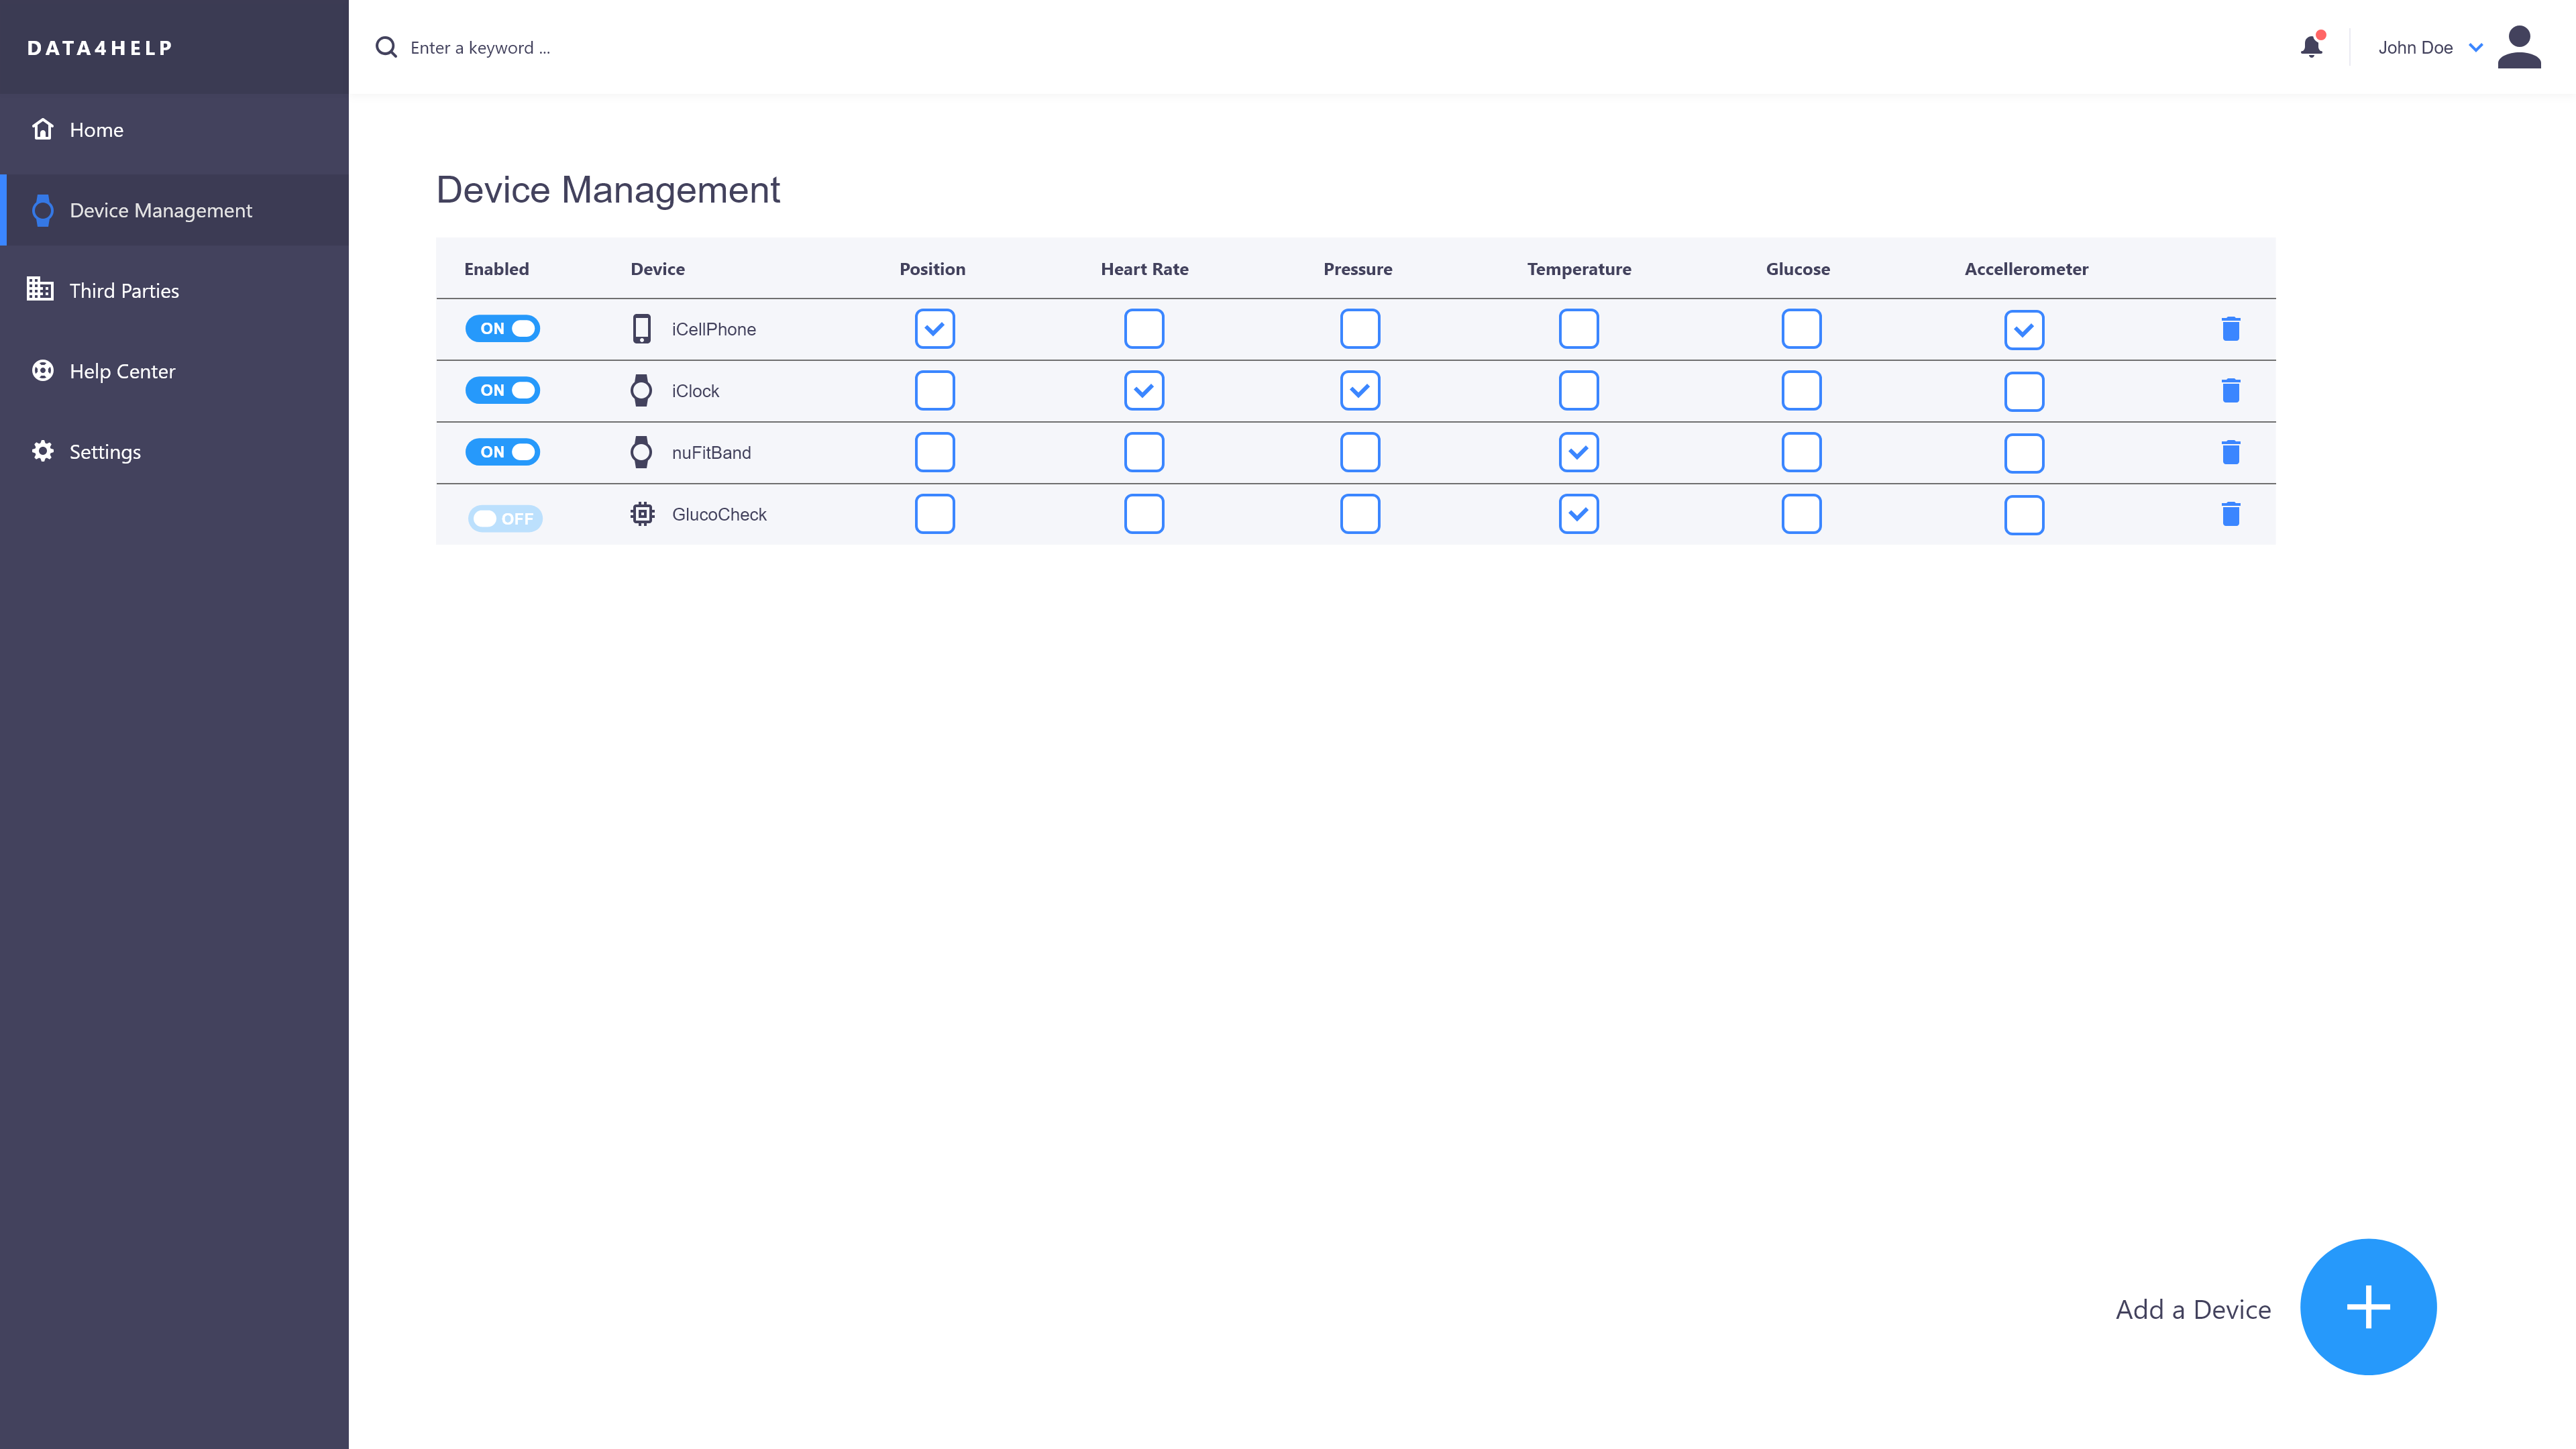 DATA4HELP
Enter a keyword ...
John Doe
Home
Device Management
Third Parties
Help Center
Settings
Device Management
Enabled Device Position Heart Rate Pressure Temperature Glucose Accellerometer
ON iCellPhone
ON iClock
ON nuFitBand
OFF GlucoCheck
Add a Device